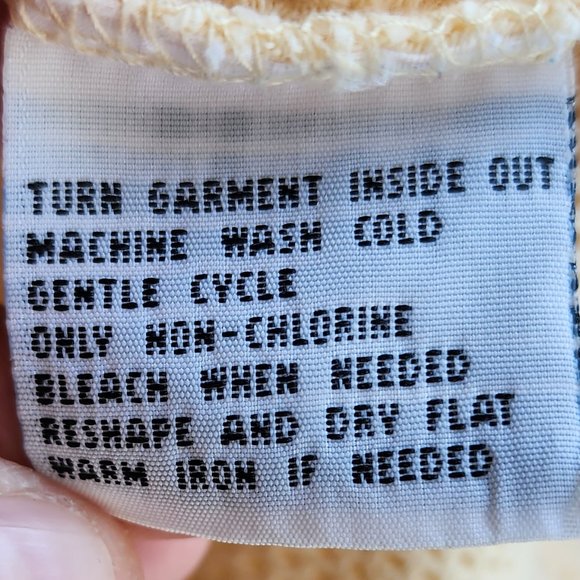 TURN GARMENT INSIDE OUT
MACHINE WASH COLD
GENTLE CYCLE
ONLY NON-CHLORINE
BLEACH WHEN NEEDED
RESHAPE AND DRY FLAT
WARM IRON IF NEEDED